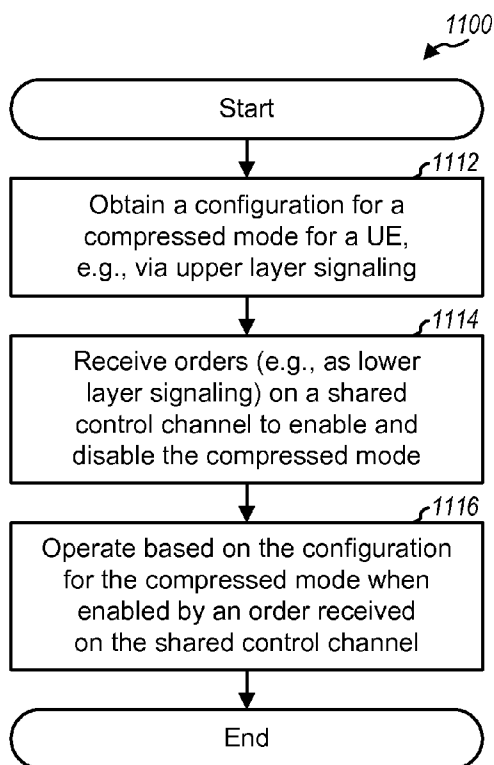 1100
Start
1112
Obtain a configuration for a
compressed mode for a UE,
e.g., via upper layer signaling
1114
Receive orders (e.g., as lower
layer signaling) on a shared
control channel to enable and
disable the compressed mode
1116
Operate based on the configuration
for the compressed mode when
enabled by an order received
on the shared control channel
End